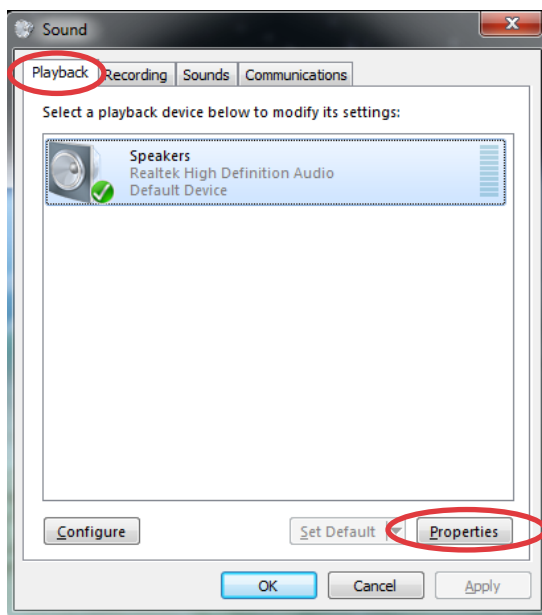 Sound
Playback Recording Sounds Communications
Select a playback device below to modify its settings:
Speakers
Realtek High Definition Audio
Default Device
Configure Set Default Properties
OK Cancel Apply